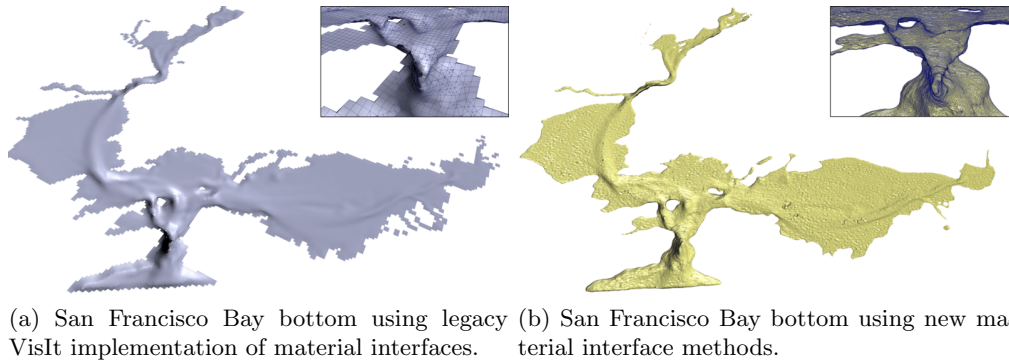 (a) San Francisco Bay bottom using legacy
VisIt implementation of material interfaces.
(b) San Francisco Bay bottom using new ma-
terial interface methods.